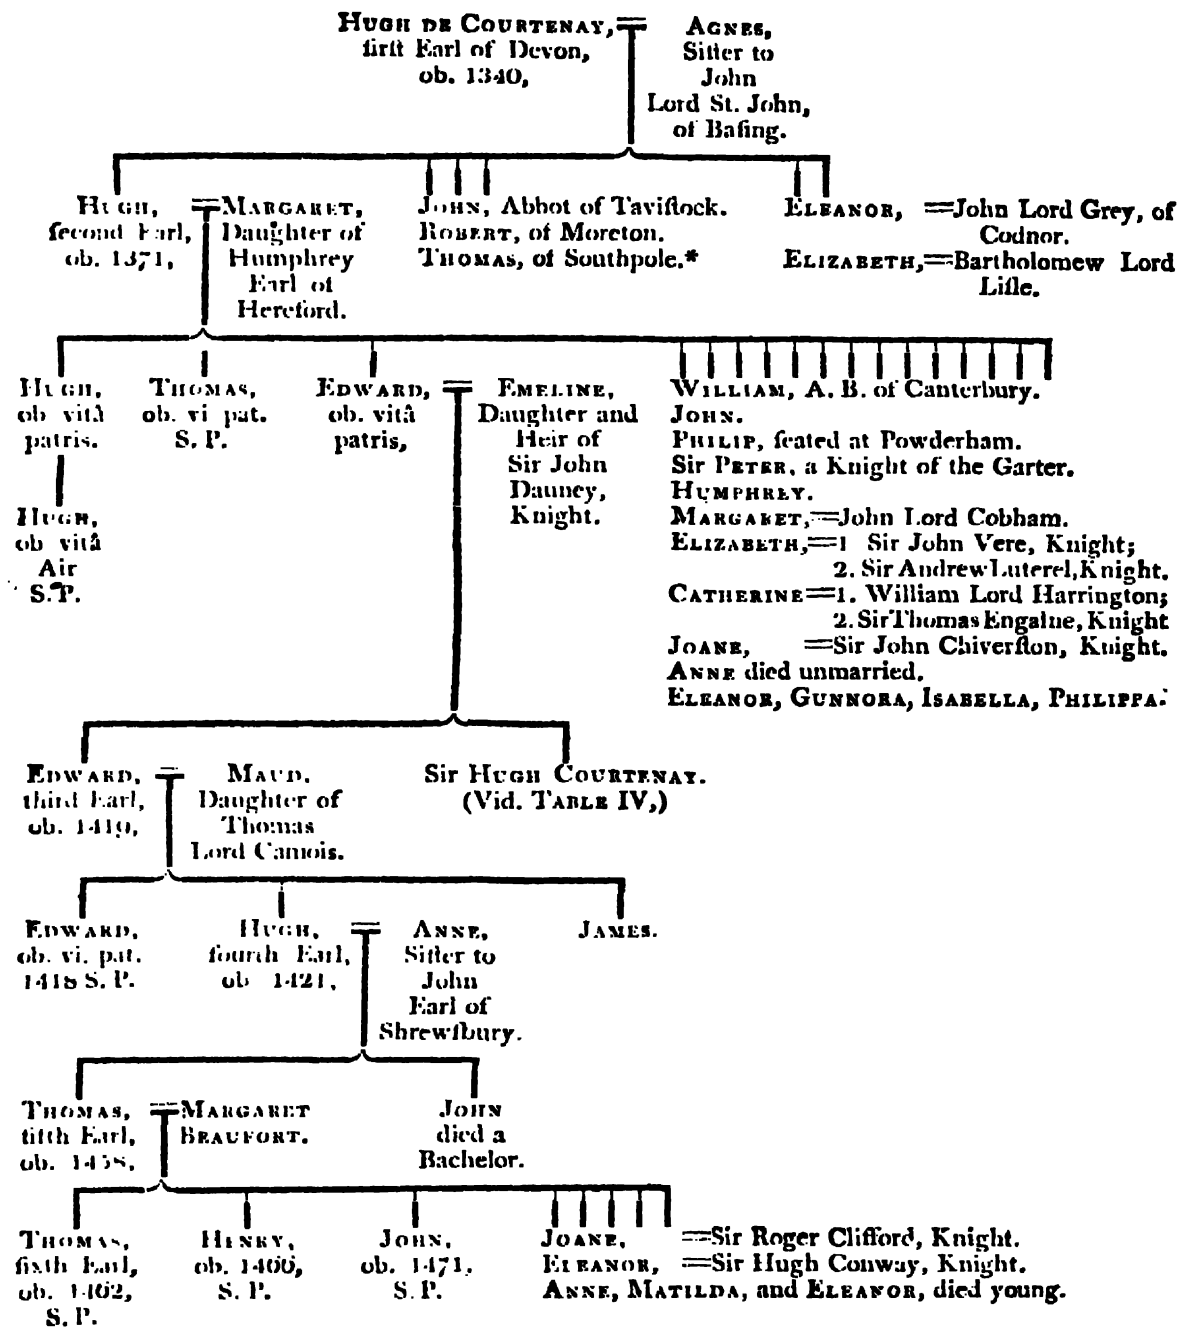 HUGH DE COURTENAY, = AGNES,
firſt Earl of Devon,
ob. 1340,
Siſter to
John
Lord St. John,
of Baſing.
HUGH,
ſecond Earl,
ob. 1371,
= MARGARET,
Daughter of
Humphrey
Earl of
Hereford.
JOHN, Abbot of Taviſtock.
ROBERT, of Moreton.
THOMAS, of Southpole.*
ELEANOR, =John Lord Grey, of
Codnor.
ELIZABETH,=Bartholomew Lord
Liſle.
HUGH,
ob vitâ
patris.
HUGH,
ob vitâ
Air
S.P.
THOMAS,
ob. vi pat.
S. P.
EDWARD,
ob. vitâ
patris,
= EMELINE,
Daughter and
Heir of
Sir John
Dauney,
Knight.
WILLIAM, A. B. of Canterbury.
JOHN.
PHILIP, ſeated at Powderham.
Sir PETER, a Knight of the Garter.
HUMPHREY.
MARGARET,=John Lord Cobham.
ELIZABETH,=1 Sir John Vere, Knight;
2. Sir Andrew Luterel, Knight.
CATHERINE=1. William Lord Harrington;
2. Sir Thomas Engaine, Knight
JOANE, =Sir John Chiverſton, Knight.
ANNE died unmarried.
ELEANOR, GUNNORA, ISABELLA, PHILIPPA.
EDWARD,
third Earl,
ob. 1419,
= MAUD,
Daughter of
Thomas
Lord Camois.
Sir HUGH COURTENAY.
(Vid. TABLE IV,)
EDWARD,
ob. vi. pat.
1418 S. P.
HUGH,
fourth Earl,
ob 1421,
= ANNE,
Siſter to
John
Earl of
Shrewſbury.
JAMES.
THOMAS,
fifth Earl,
ob. 1458,
=MARGARET
BEAUFORT.
JOHN
died a
Bachelor.
THOMAS,
ſixth Earl,
ob. 1462,
S. P.
HENRY,
ob. 1466,
S. P.
JOHN,
ob. 1471,
S. P.
JOANE, =Sir Roger Clifford, Knight.
ELEANOR, =Sir Hugh Conway, Knight.
ANNE, MATILDA, and ELEANOR, died young.